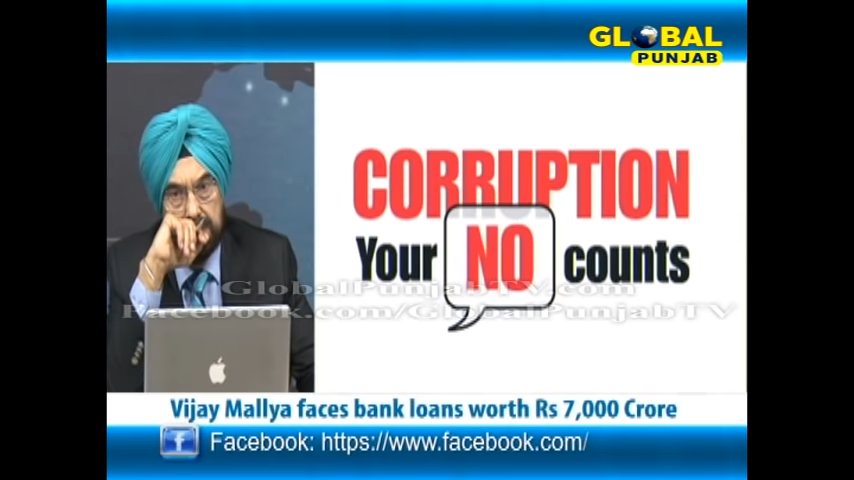 GLOBAL
PUNJAB
CORRUPTION
Your NO counts
GlobalPunjabTV.com
Facebook.com/GlobalPunjabTV
Vijay Mallya faces bank loans worth Rs 7,000 Crore
Facebook: https://www.facebook.com/